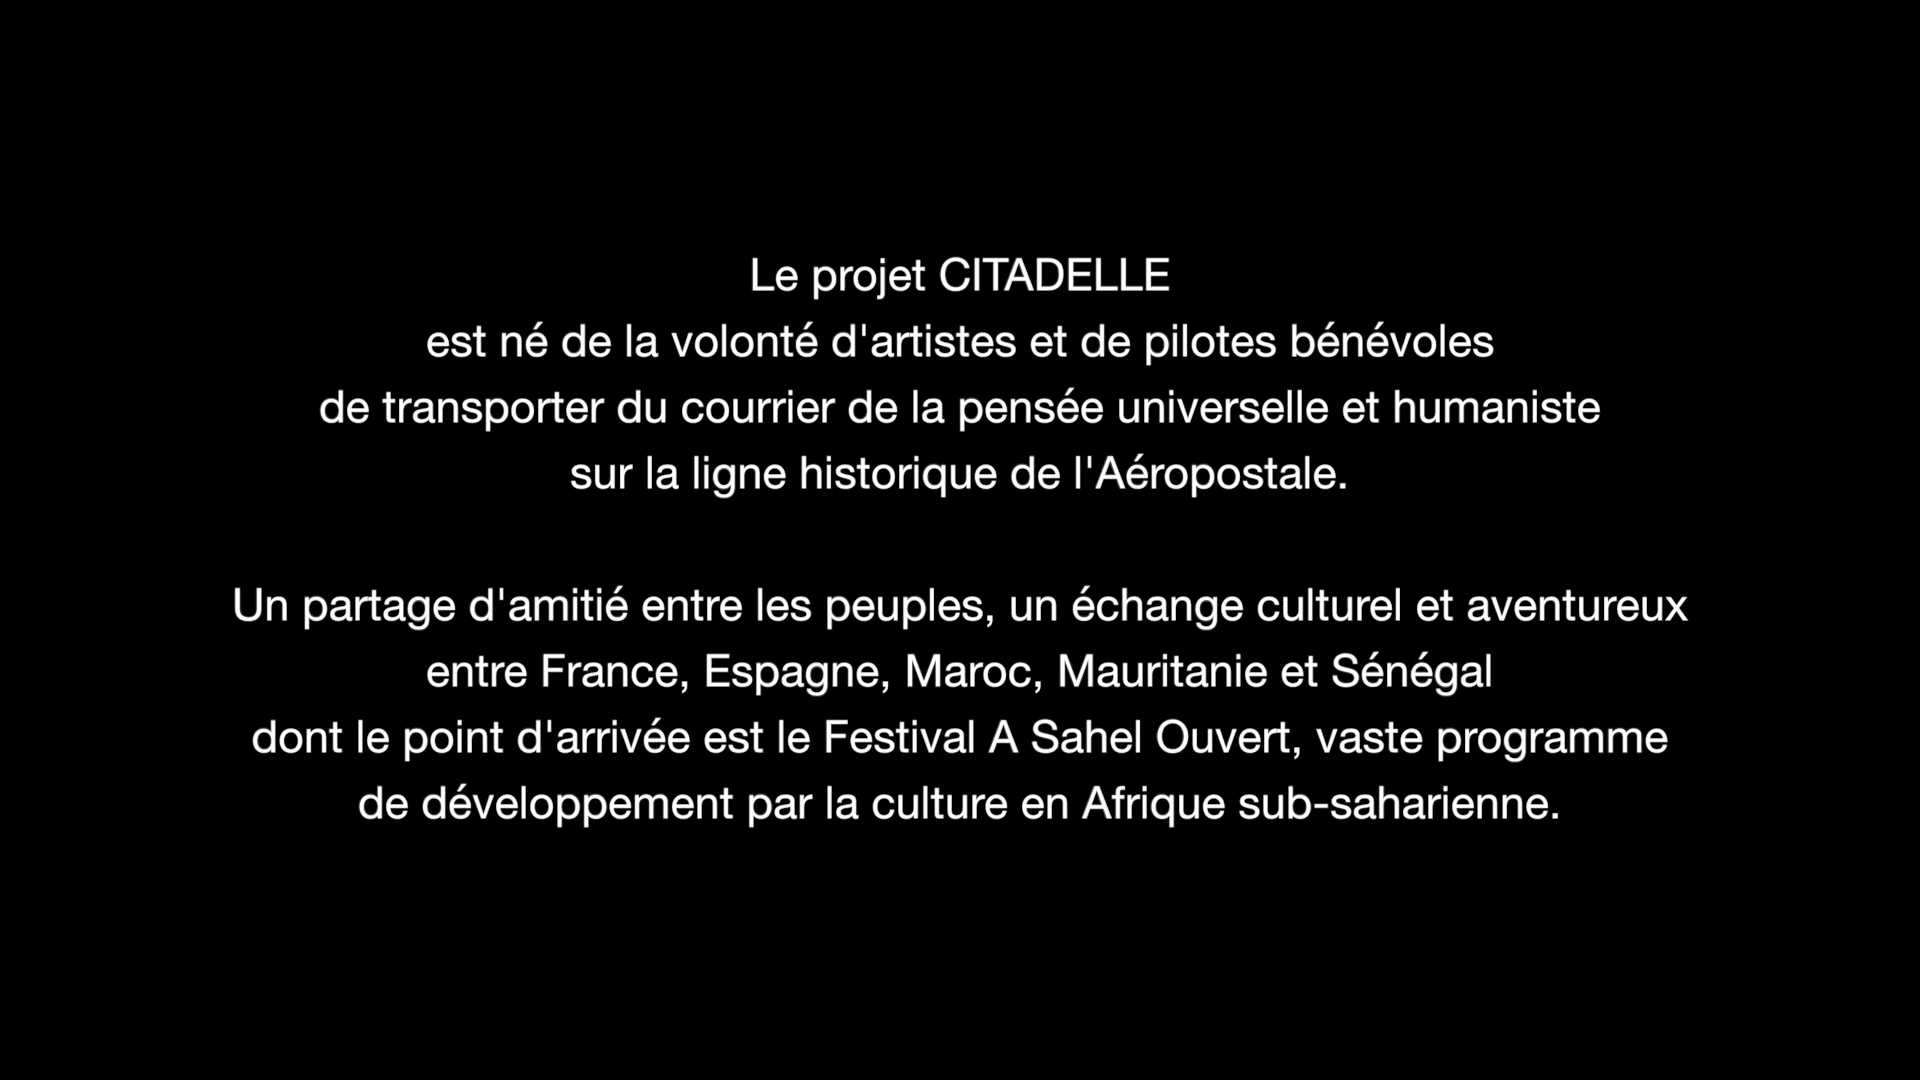 Le projet CITADELLE
est né de la volonté d'artistes et de pilotes bénévoles
de transporter du courrier de la pensée universelle et humaniste
sur la ligne historique de l'Aéropostale.
Un partage d'amitié entre les peuples, un échange culturel et aventureux
entre France, Espagne, Maroc, Mauritanie et Sénégal
dont le point d'arrivée est le Festival A Sahel Ouvert, vaste programme
de développement par la culture en Afrique sub-saharienne.